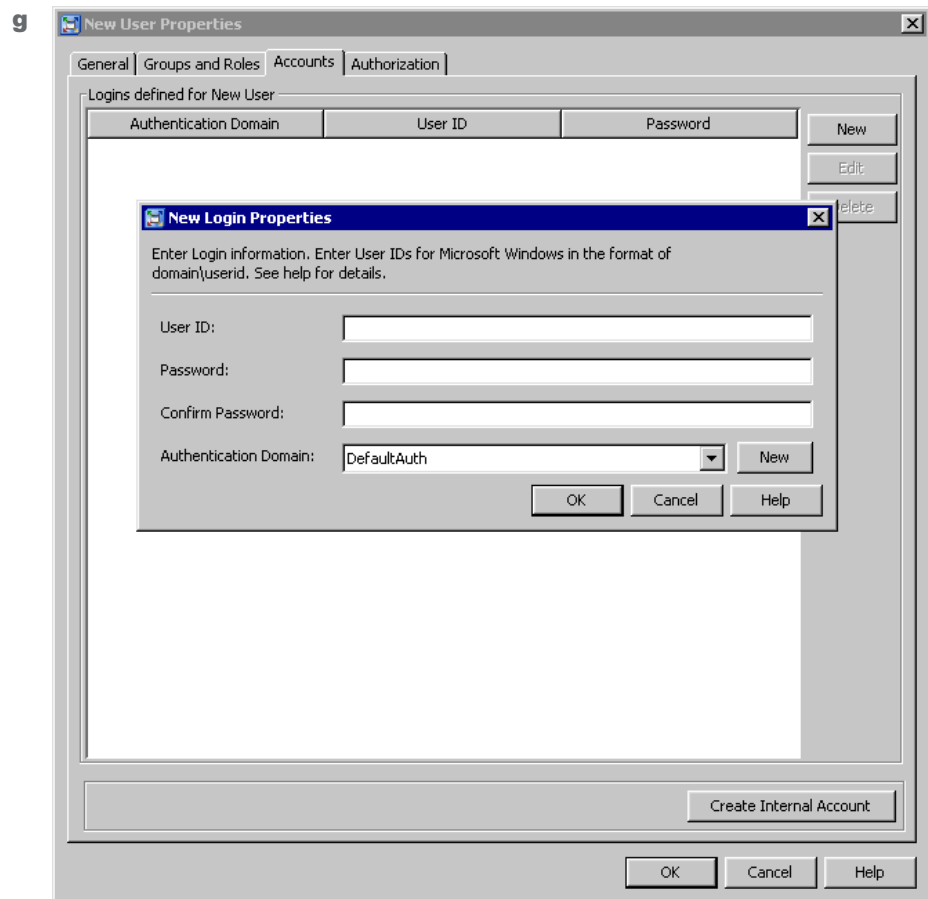 g
New User Properties
General
Groups and Roles
Accounts
Authorization
Logins defined for New User
Authentication Domain
User ID
Password
New
Edit
elete
New Login Properties
Enter Login information. Enter User IDs for Microsoft Windows in the format of
domain\userid. See help for details.
User ID:
Password:
Confirm Password:
Authentication Domain:
DefaultAuth
New
OK
Cancel
Help
Create Internal Account
OK
Cancel
Help